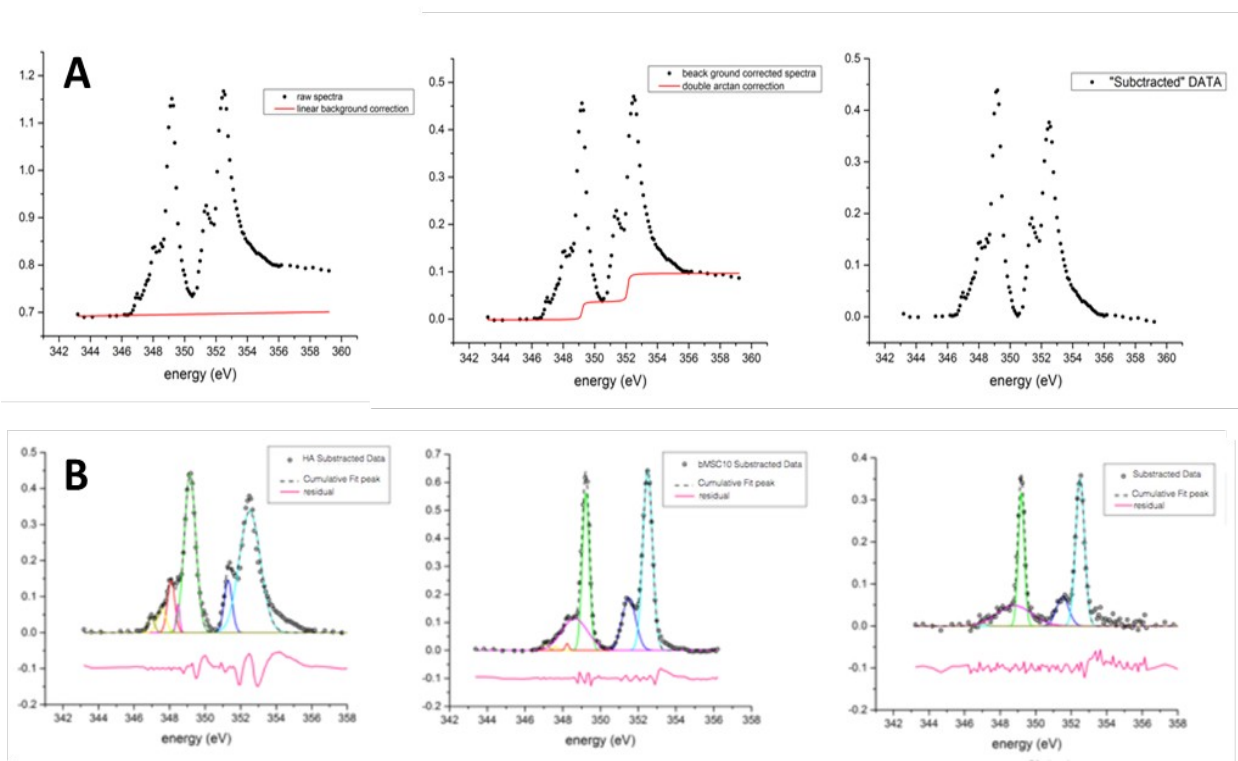 A
raw spectra
linear background correction
1.2
1.1
1.0
0.9
0.8
0.7
342 344 346 348 350 352 354 356 358 360
energy (eV)
beack ground corrected spectra
double arctan correction
0.5
0.4
0.3
0.2
0.1
0.0
342 344 346 348 350 352 354 356 358 360
energy (eV)
"Subctracted" DATA
0.5
0.4
0.3
0.2
0.1
0.0
342 344 346 348 350 352 354 356 358 360
energy (eV)
B
HA Substracted Data
Cumulative Fit peak
residual
0.5
0.4
0.3
0.2
0.1
0.0
-0.1
-0.2
342 344 346 348 350 352 354 356 358
energy (eV)
bMSC10 Substracted Data
Cumulative Fit peak
residual
0.7
0.6
0.5
0.4
0.3
0.2
0.1
0.0
-0.1
-0.2
342 344 346 348 350 352 354 356 358
energy (eV)
Substracted Data
Cumulative Fit peak
residual
0.4
0.3
0.2
0.1
0.0
-0.1
-0.2
342 344 346 348 350 352 354 356 358
energy (eV)